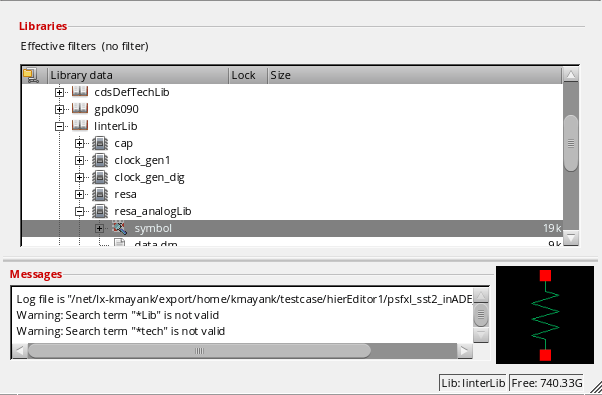 Libraries
Effective filters (no filter)
Library data Lock Size
cdsDefTechLib
gpdk090
linterLib
cap
clock_gen1
clock_gen_dig
resa
resa_analogLib
symbol 19k
data.dm 9k
Messages
Log file is "/net/lx-kmayank/export/home/kmayank/testcase/hierEditor1/psfxl_sst2_inADE
Warning: Search term "*Lib" is not valid
Warning: Search term "*tech" is not valid
Lib: linterLib Free: 740.33G